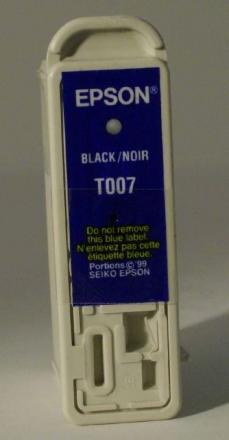 EPSON®
BLACK/NOIR
T007
Do not remove
this blue label.
N'enlevez pas cette
étiquette bleue.
Portions © '99
SEIKO EPSON